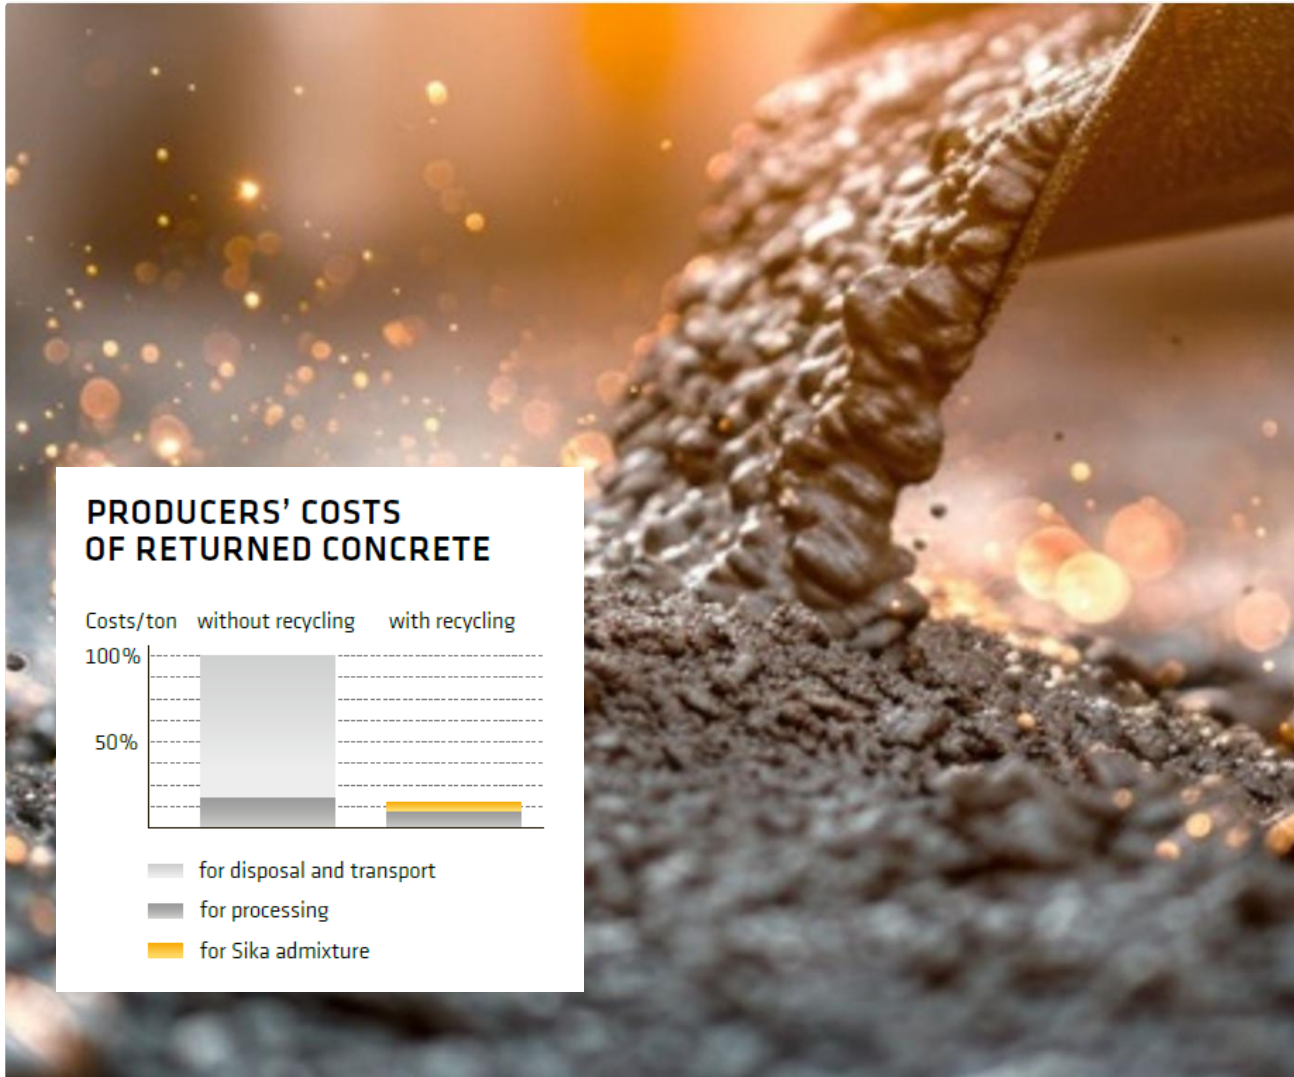 PRODUCERS’ COSTS
OF RETURNED CONCRETE
Costs/ton without recycling with recycling
100%
50%
for disposal and transport
for processing
for Sika admixture